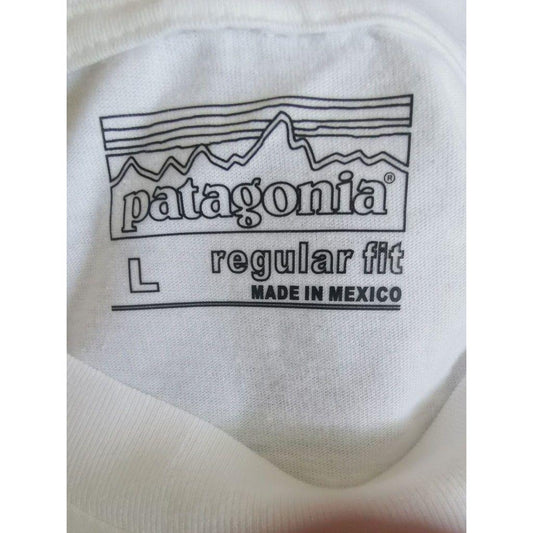 patagonia®
L regular fit
MADE IN MEXICO